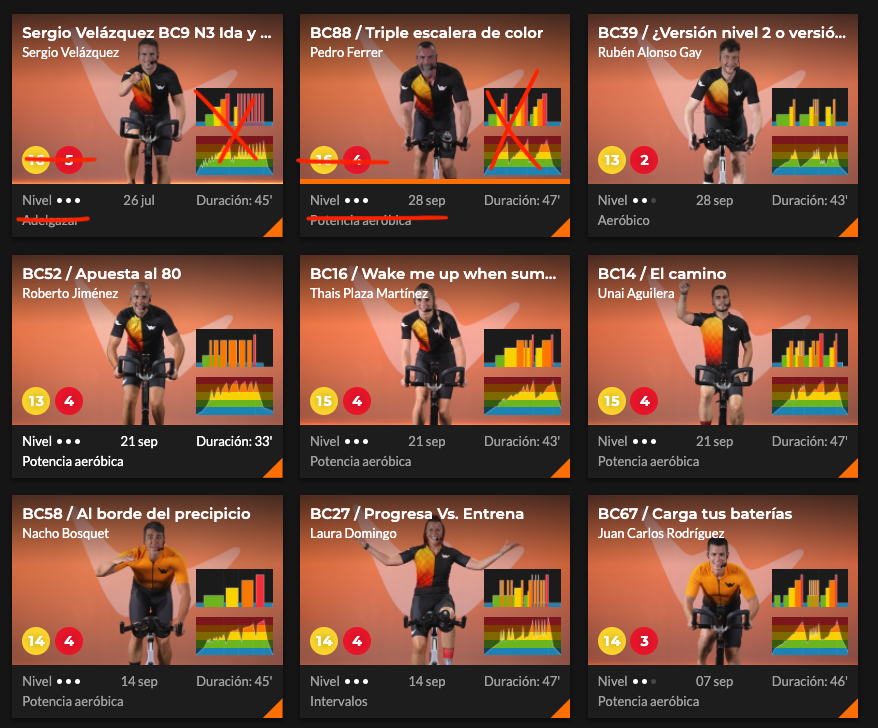 Sergio Velázquez BC9 N3 Ida y ...
Sergio Velázquez
16 5
Nivel 26 jul Duración: 45'
Adelgazar
BC88 / Triple escalera de color
Pedro Ferrer
16 4
Nivel 28 sep Duración: 47'
Potencia aeróbica
BC39 / ¿Versión nivel 2 o versió...
Rubén Alonso Gay
13 2
Nivel 28 sep Duración: 43'
Aeróbico
BC52 / Apuesta al 80
Roberto Jiménez
13 4
Nivel 21 sep Duración: 33'
Potencia aeróbica
BC16 / Wake me up when sum...
Thais Plaza Martínez
15 4
Nivel 21 sep Duración: 43'
Potencia aeróbica
BC14 / El camino
Unai Aguilera
15 4
Nivel 21 sep Duración: 47'
Potencia aeróbica
BC58 / Al borde del precipicio
Nacho Bosquet
14 4
Nivel 14 sep Duración: 45'
Potencia aeróbica
BC27 / Progresa Vs. Entrena
Laura Domingo
14 4
Nivel 14 sep Duración: 47'
Intervalos
BC67 / Carga tus baterías
Juan Carlos Rodríguez
14 3
Nivel 07 sep Duración: 46'
Potencia aeróbica